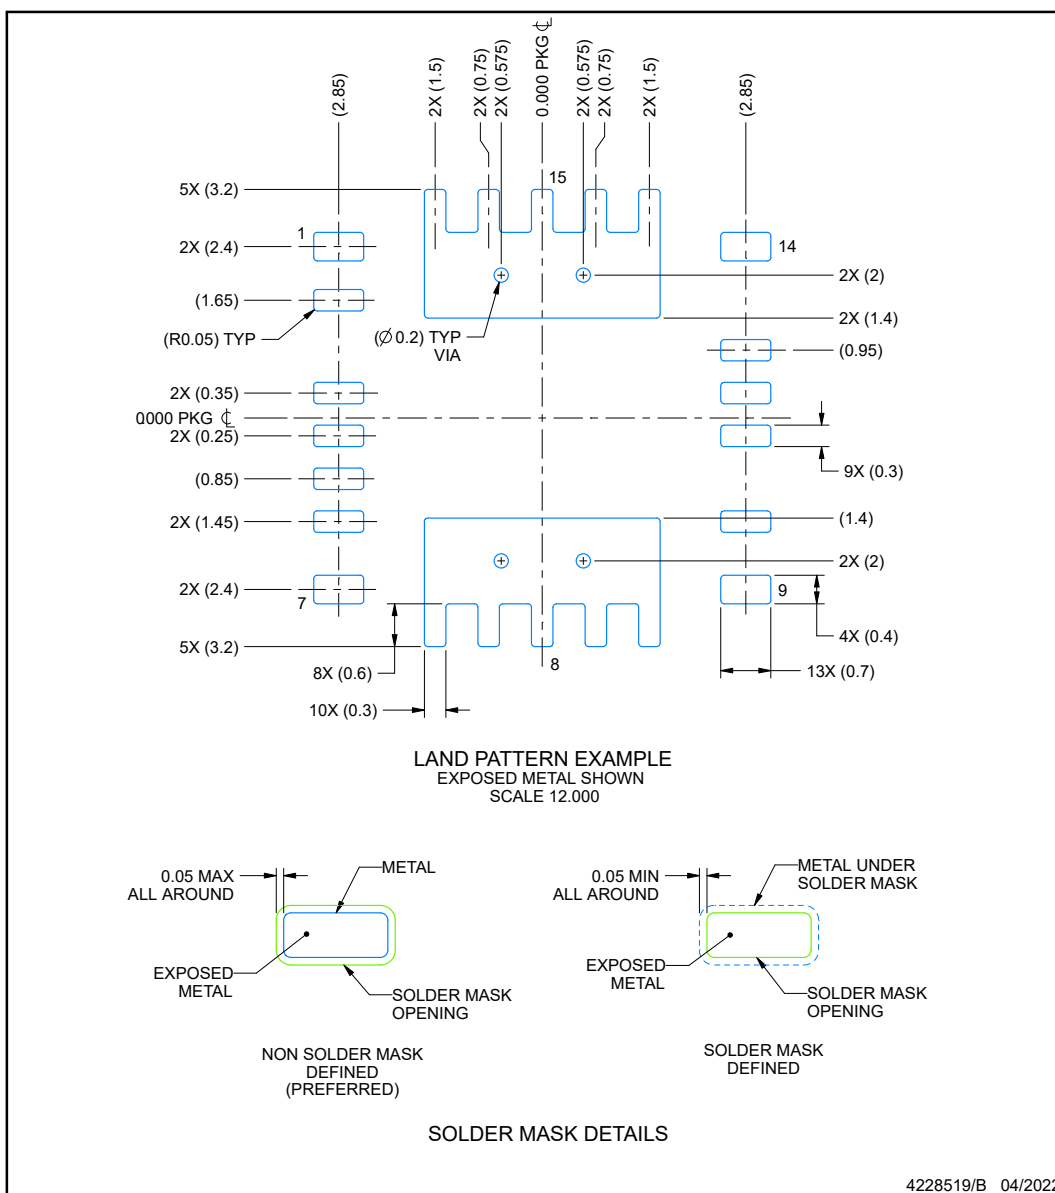 (2.85)
2X (1.5)
2X (0.75)
2X (0.575)
0.000 PKG ℄
2X (0.575)
2X (0.75)
2X (1.5)
(2.85)
5X (3.2)
15
1
2X (2.4)
14
2X (2)
(1.65)
2X (1.4)
(R0.05) TYP
(∅ 0.2) TYP
VIA
(0.95)
2X (0.35)
0.000 PKG ℄
2X (0.25)
9X (0.3)
(0.85)
2X (1.45)
(1.4)
2X (2)
2X (2.4)
7
9
4X (0.4)
5X (3.2)
8
8X (0.6)
13X (0.7)
10X (0.3)
LAND PATTERN EXAMPLE
EXPOSED METAL SHOWN
SCALE 12.000
0.05 MAX
ALL AROUND
METAL
EXPOSED
METAL
SOLDER MASK
OPENING
NON SOLDER MASK
DEFINED
(PREFERRED)
0.05 MIN
ALL AROUND
METAL UNDER
SOLDER MASK
EXPOSED
METAL
SOLDER MASK
OPENING
SOLDER MASK
DEFINED
SOLDER MASK DETAILS
4228519/B 04/2022